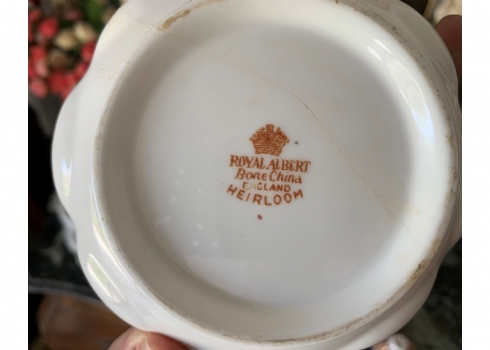 ROYAL ALBERT
Bone China
ENGLAND
HEIRLOOM